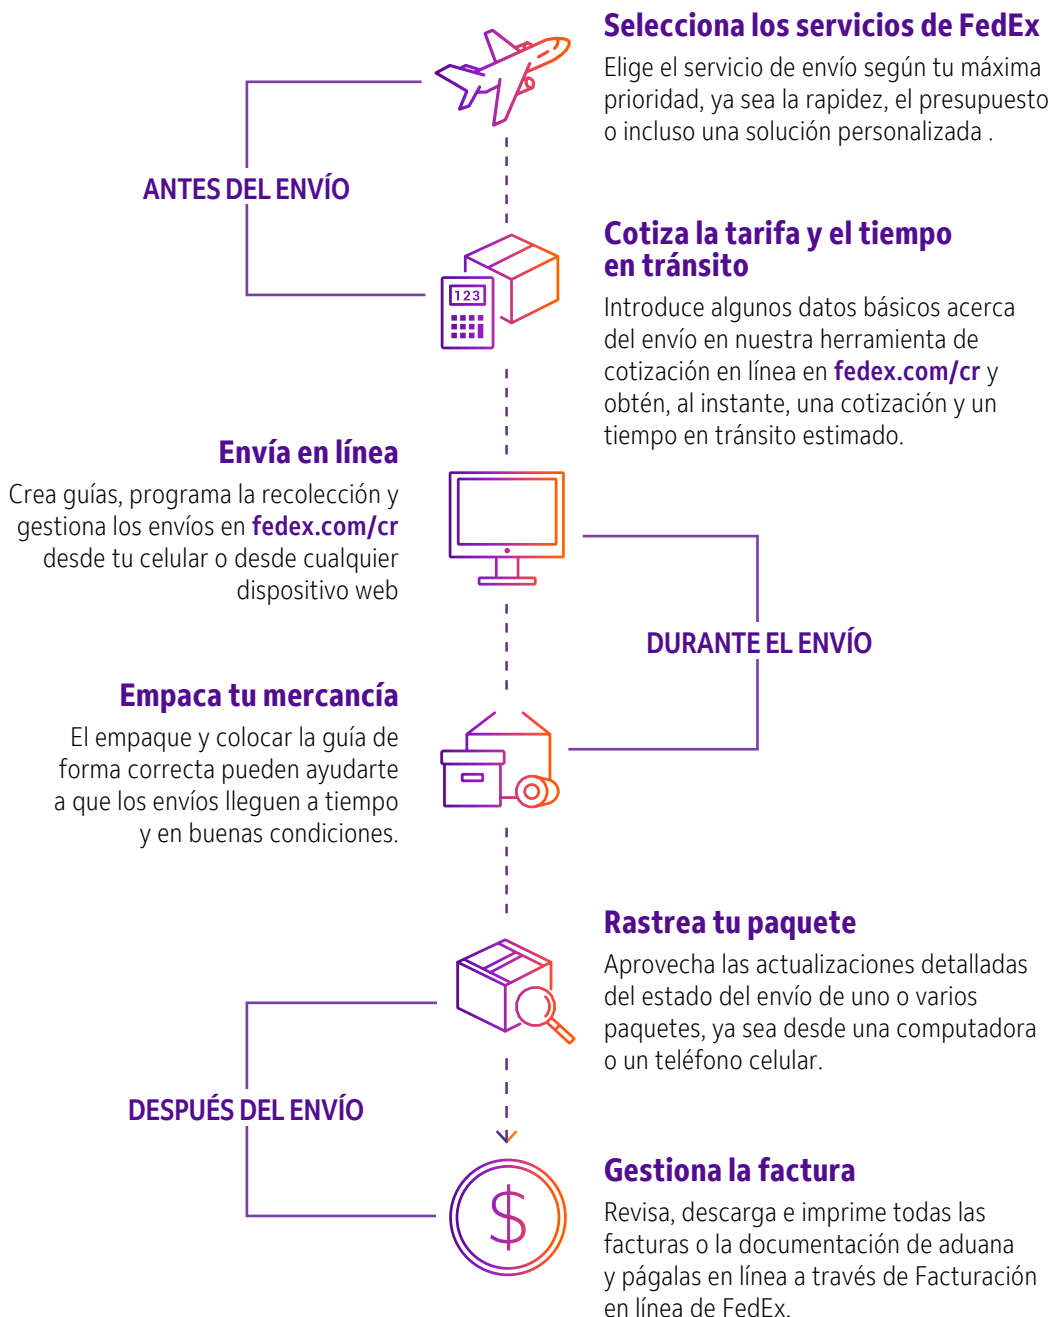 Selecciona los servicios de FedEx
Elige el servicio de envío según tu máxima
prioridad, ya sea la rapidez, el presupuesto
o incluso una solución personalizada .
ANTES DEL ENVÍO
Cotiza la tarifa y el tiempo
en tránsito
123
Introduce algunos datos básicos acerca
del envío en nuestra herramienta de
cotización en línea en fedex.com/cr y
obtén, al instante, una cotización y un
tiempo en tránsito estimado.
Envía en línea
Crea guías, programa la recolección y
gestiona los envíos en fedex.com/cr
desde tu celular o desde cualquier
dispositivo web
DURANTE EL ENVÍO
Empaca tu mercancía
El empaque y colocar la guía de
forma correcta pueden ayudarte
a que los envíos lleguen a tiempo
y en buenas condiciones.
Rastrea tu paquete
Aprovecha las actualizaciones detalladas
del estado del envío de uno o varios
paquetes, ya sea desde una computadora
o un teléfono celular.
DESPUÉS DEL ENVÍO
Gestiona la factura
$
Revisa, descarga e imprime todas las
facturas o la documentación de aduana
y págalas en línea a través de Facturación
en línea de FedEx.